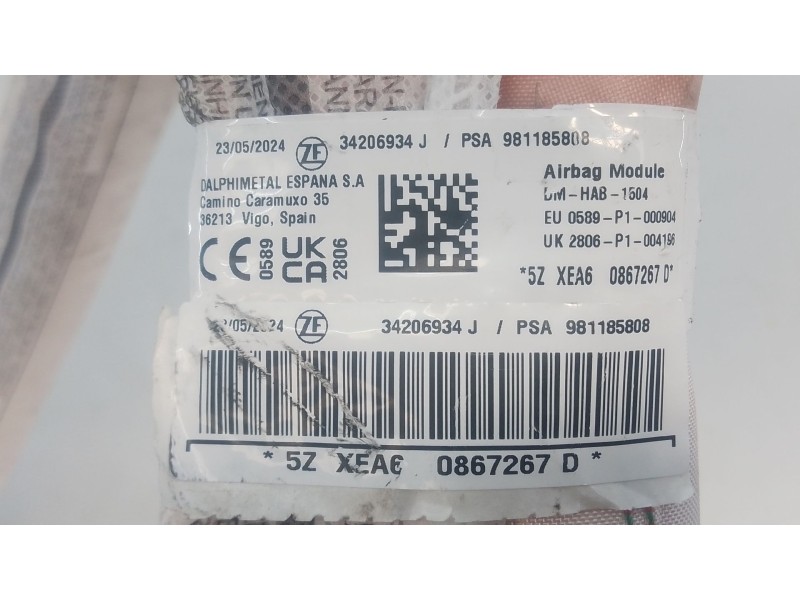 23/05/2024 ZF 34206934 J / PSA 981185808
DALPHIMETAL ESPANA S.A
Camino Caramuxo 35
36213 Vigo, Spain
CE 0589 UK CA 2806
Airbag Module
DM-HAB-1504
EU 0589-P1-000904
UK 2806-P1-004196
*5Z XEA6 0867267 D*
23/05/2024 ZF 34206934 J / PSA 981185808
*5Z XEA6 0867267 D*